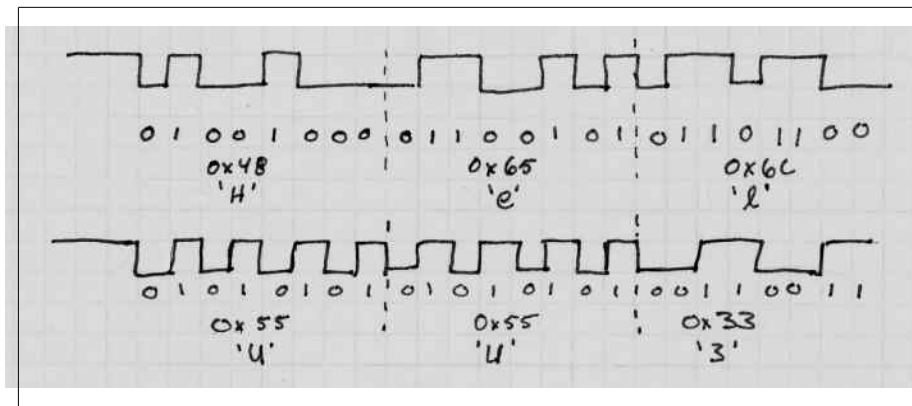 0 1 0 0 1 0 0 0 0 1 1 0 0 1 0 1 0 1 1 0 1 1 0 0
0x48 0x65 0x6C
'H' 'e' 'l'
0 1 0 1 0 1 0 1 0 1 0 1 0 1 0 1 0 0 1 1 0 0 1 1
0x55 0x55 0x33
'U' 'U' '3'